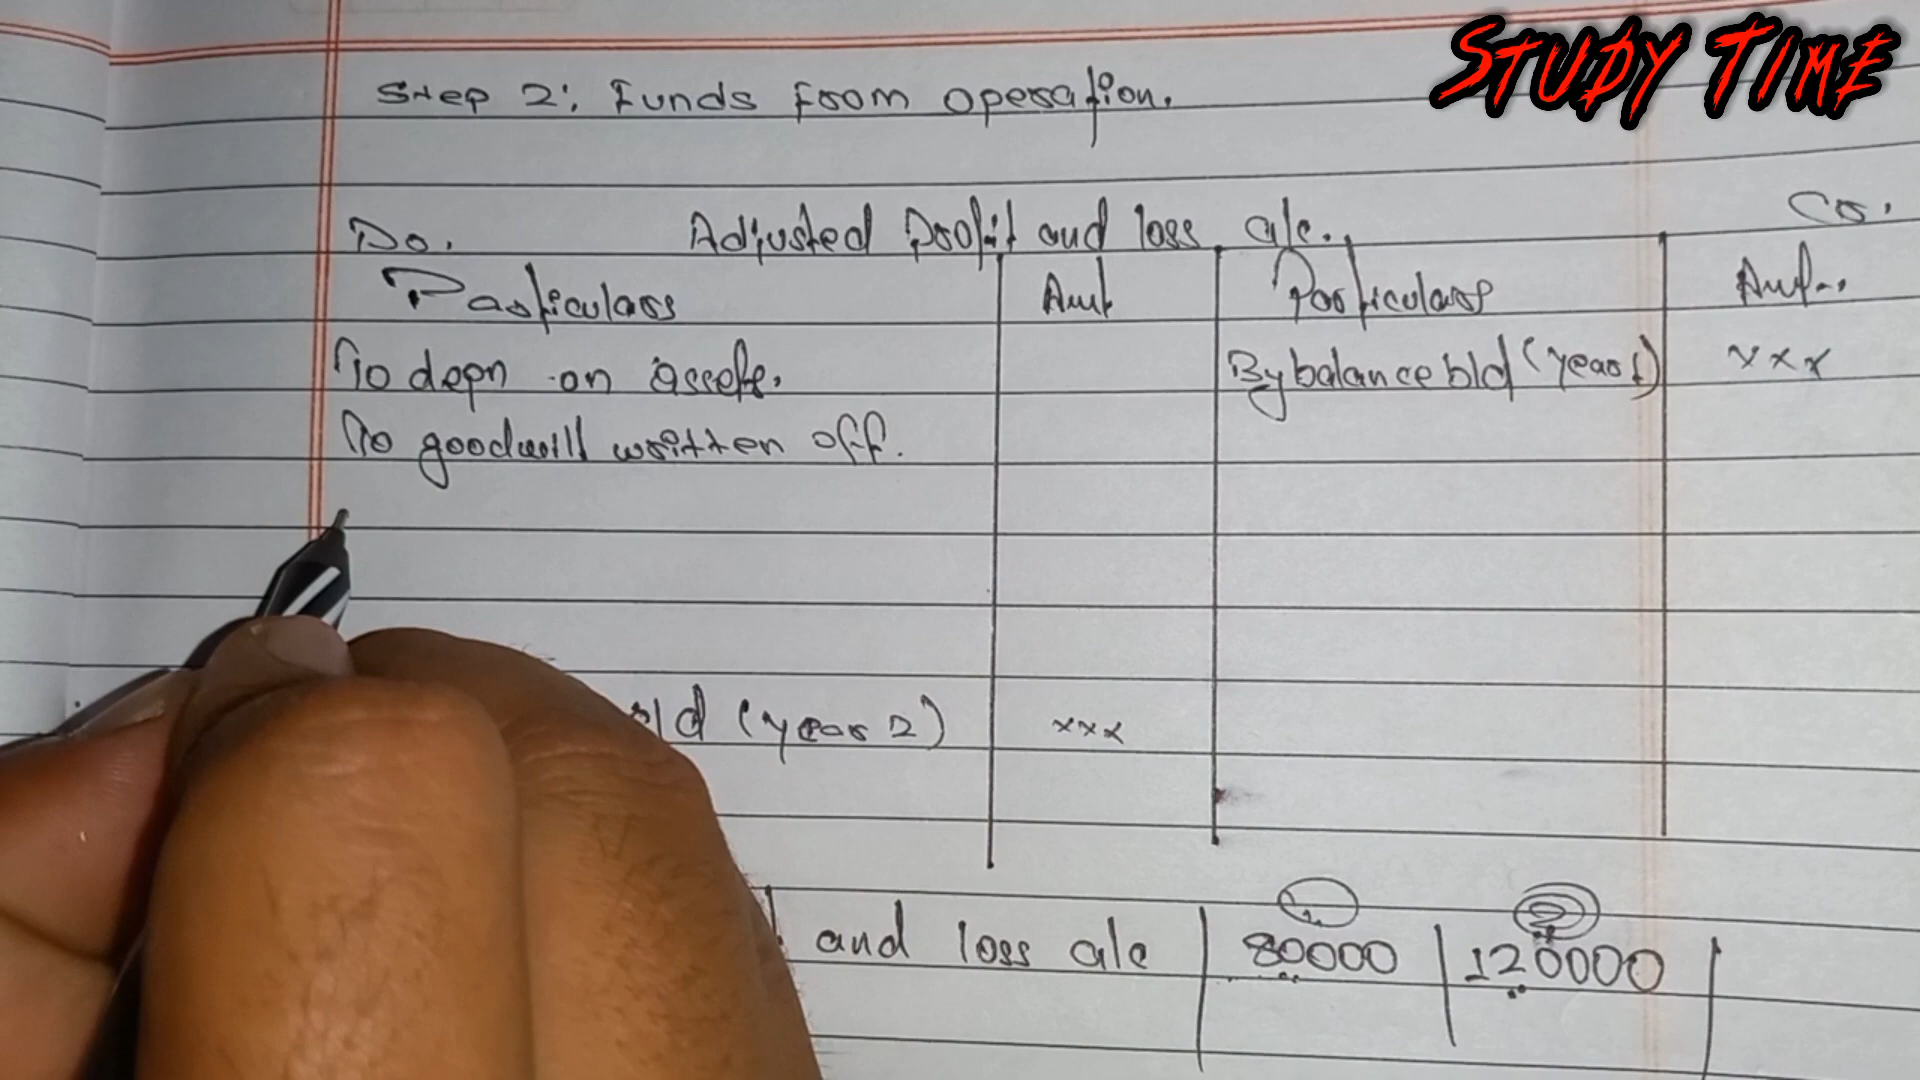 STUDY TIME
Step 2: Funds from operation.
Dr. Adjusted Profit and loss a/c. Cr.
Particulars Amt Particulars Amt..
To depn on assets. By balance b/d (year 1) xxx
To goodwill written off.
(year 2) xxx
and loss a/c 80000 120000